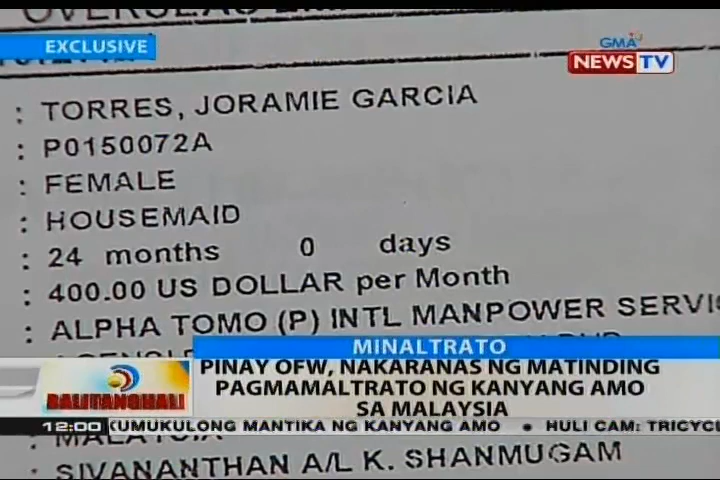 OVERSEAS
EXCLUSIVE
GMA
NEWS TV
: TORRES, JORAMIE GARCIA
: P0150072A
: FEMALE
: HOUSEMAID
: 24 months 0 days
: 400.00 US DOLLAR per Month
: ALPHA TOMO (P) INTL MANPOWER SERVIC
MINALTRATO
PINAY OFW, NAKARANAS NG MATINDING
PAGMAMALTRATO NG KANYANG AMO
SA MALAYSIA
BALITANGHALI
12:00 KUMUKULONG MANTIKA NG KANYANG AMO • HULI CAM: TRICYCL
: MALAYSIA
: SIVANANTHAN A/L K. SHANMUGAM